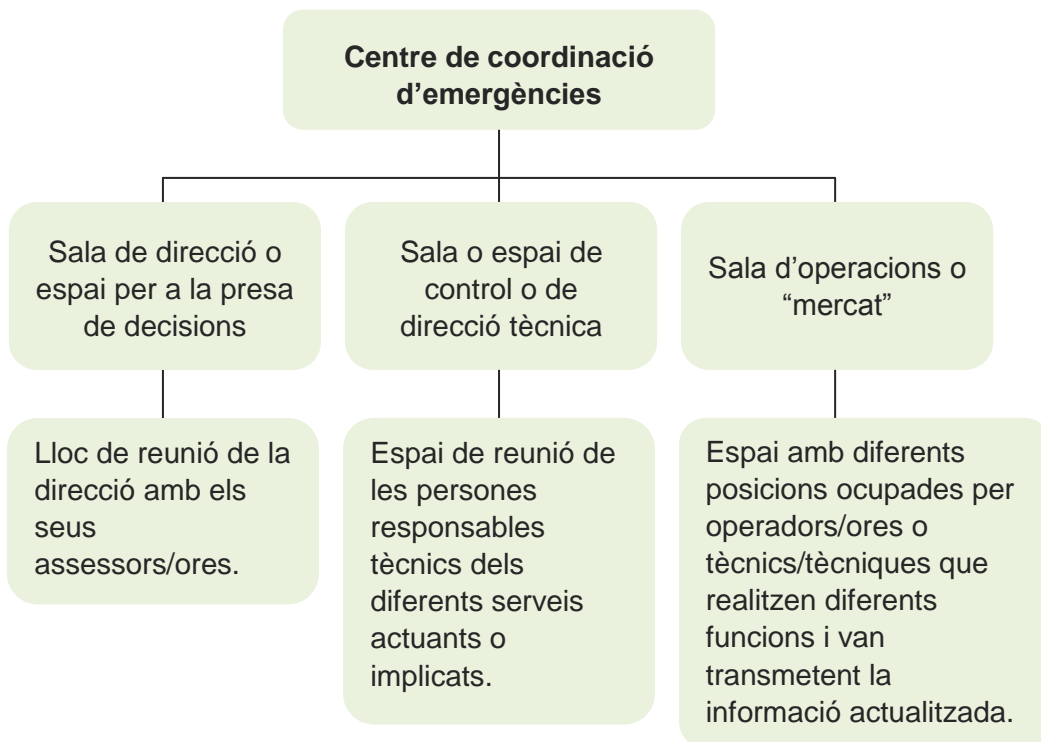 Centre de coordinació
d’emergències
Sala de direcció o
espai per a la presa
de decisions
Sala o espai de
control o de
direcció tècnica
Sala d’operacions o
“mercat”
Lloc de reunió de la
direcció amb els
seus
assessors/ores.
Espai de reunió de
les persones
responsables
tècnics dels
diferents serveis
actuants o
implicats.
Espai amb diferents
posicions ocupades per
operadors/ores o
tècnics/tècniques que
realitzen diferents
funcions i van
transmetent la
informació actualitzada.